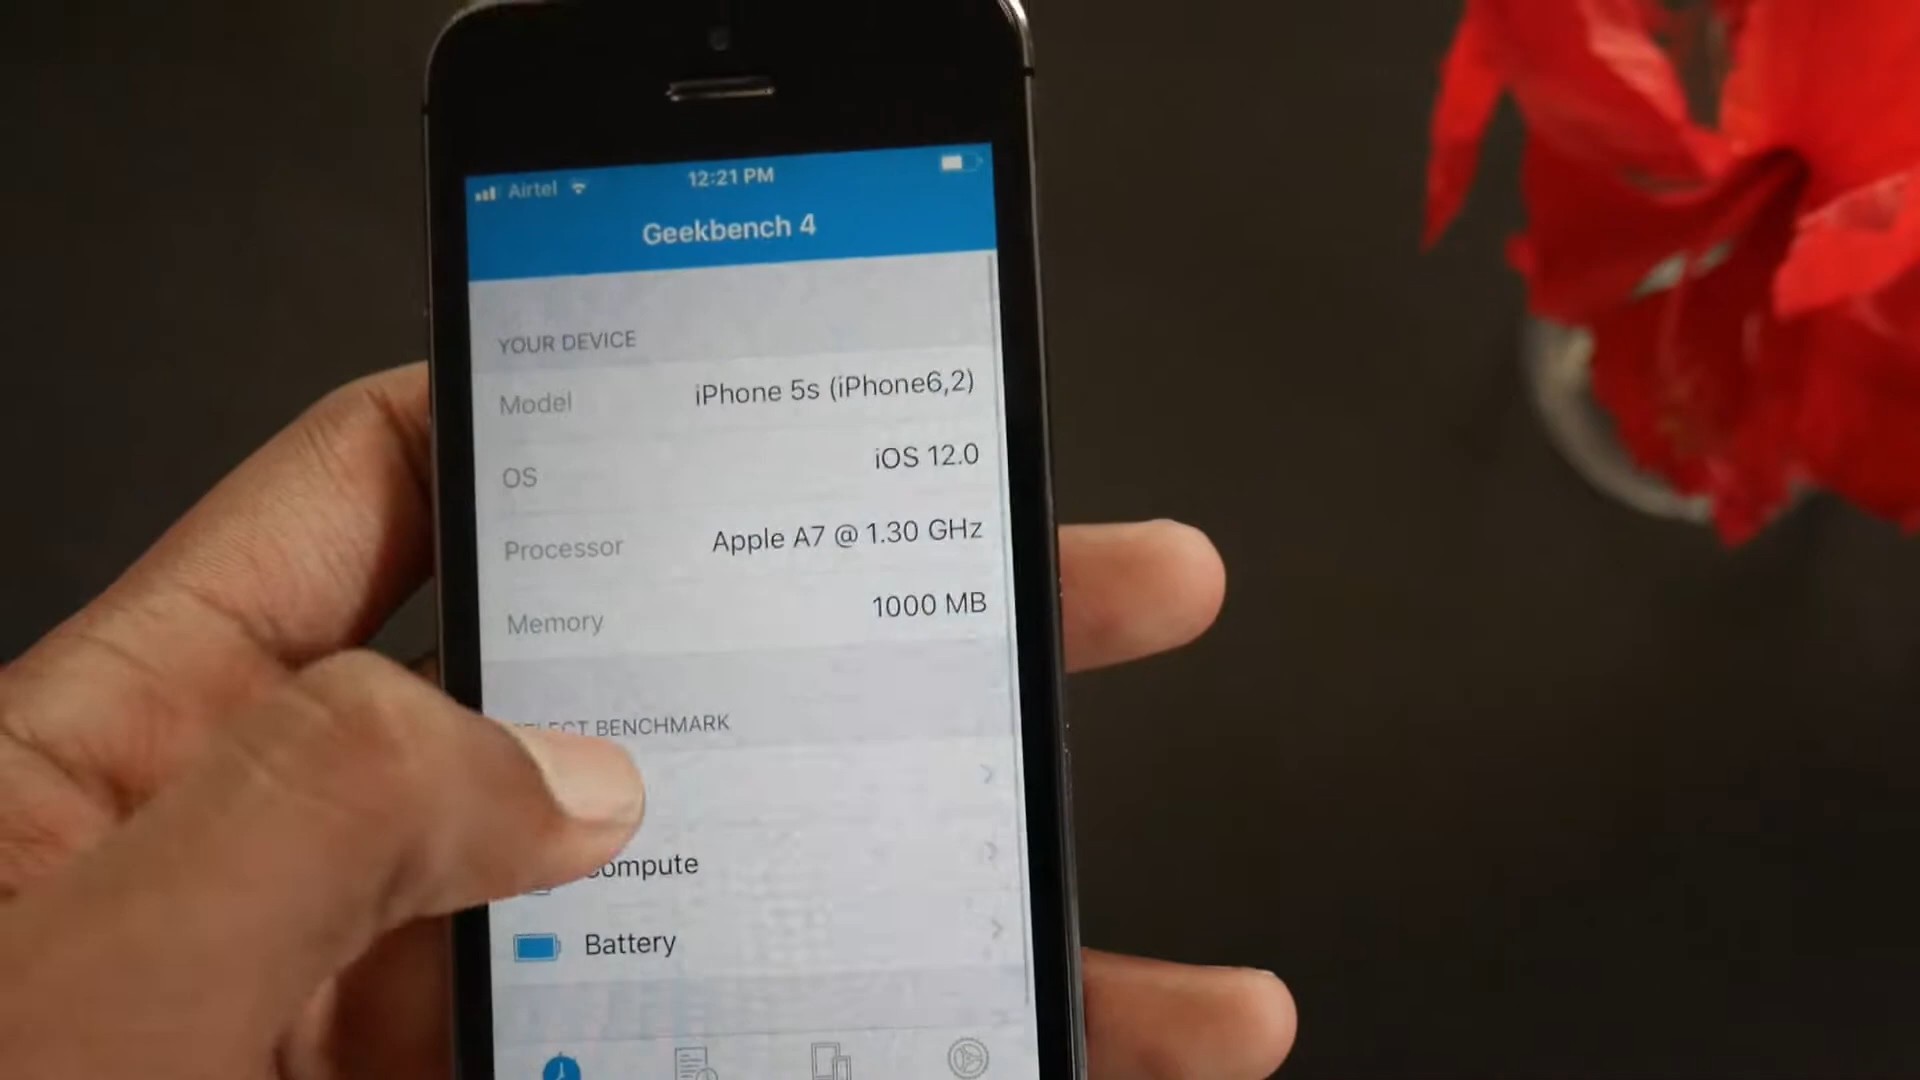 Airtel 12:21 PM
Geekbench 4
YOUR DEVICE
Model iPhone 5s (iPhone6,2)
OS iOS 12.0
Processor Apple A7 @ 1.30 GHz
Memory 1000 MB
BENCHMARK
Compute
Battery